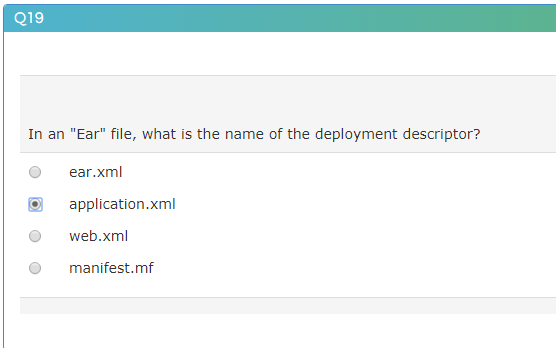 Q19
In an "Ear" file, what is the name of the deployment descriptor?
ear.xml
application.xml
web.xml
manifest.mf